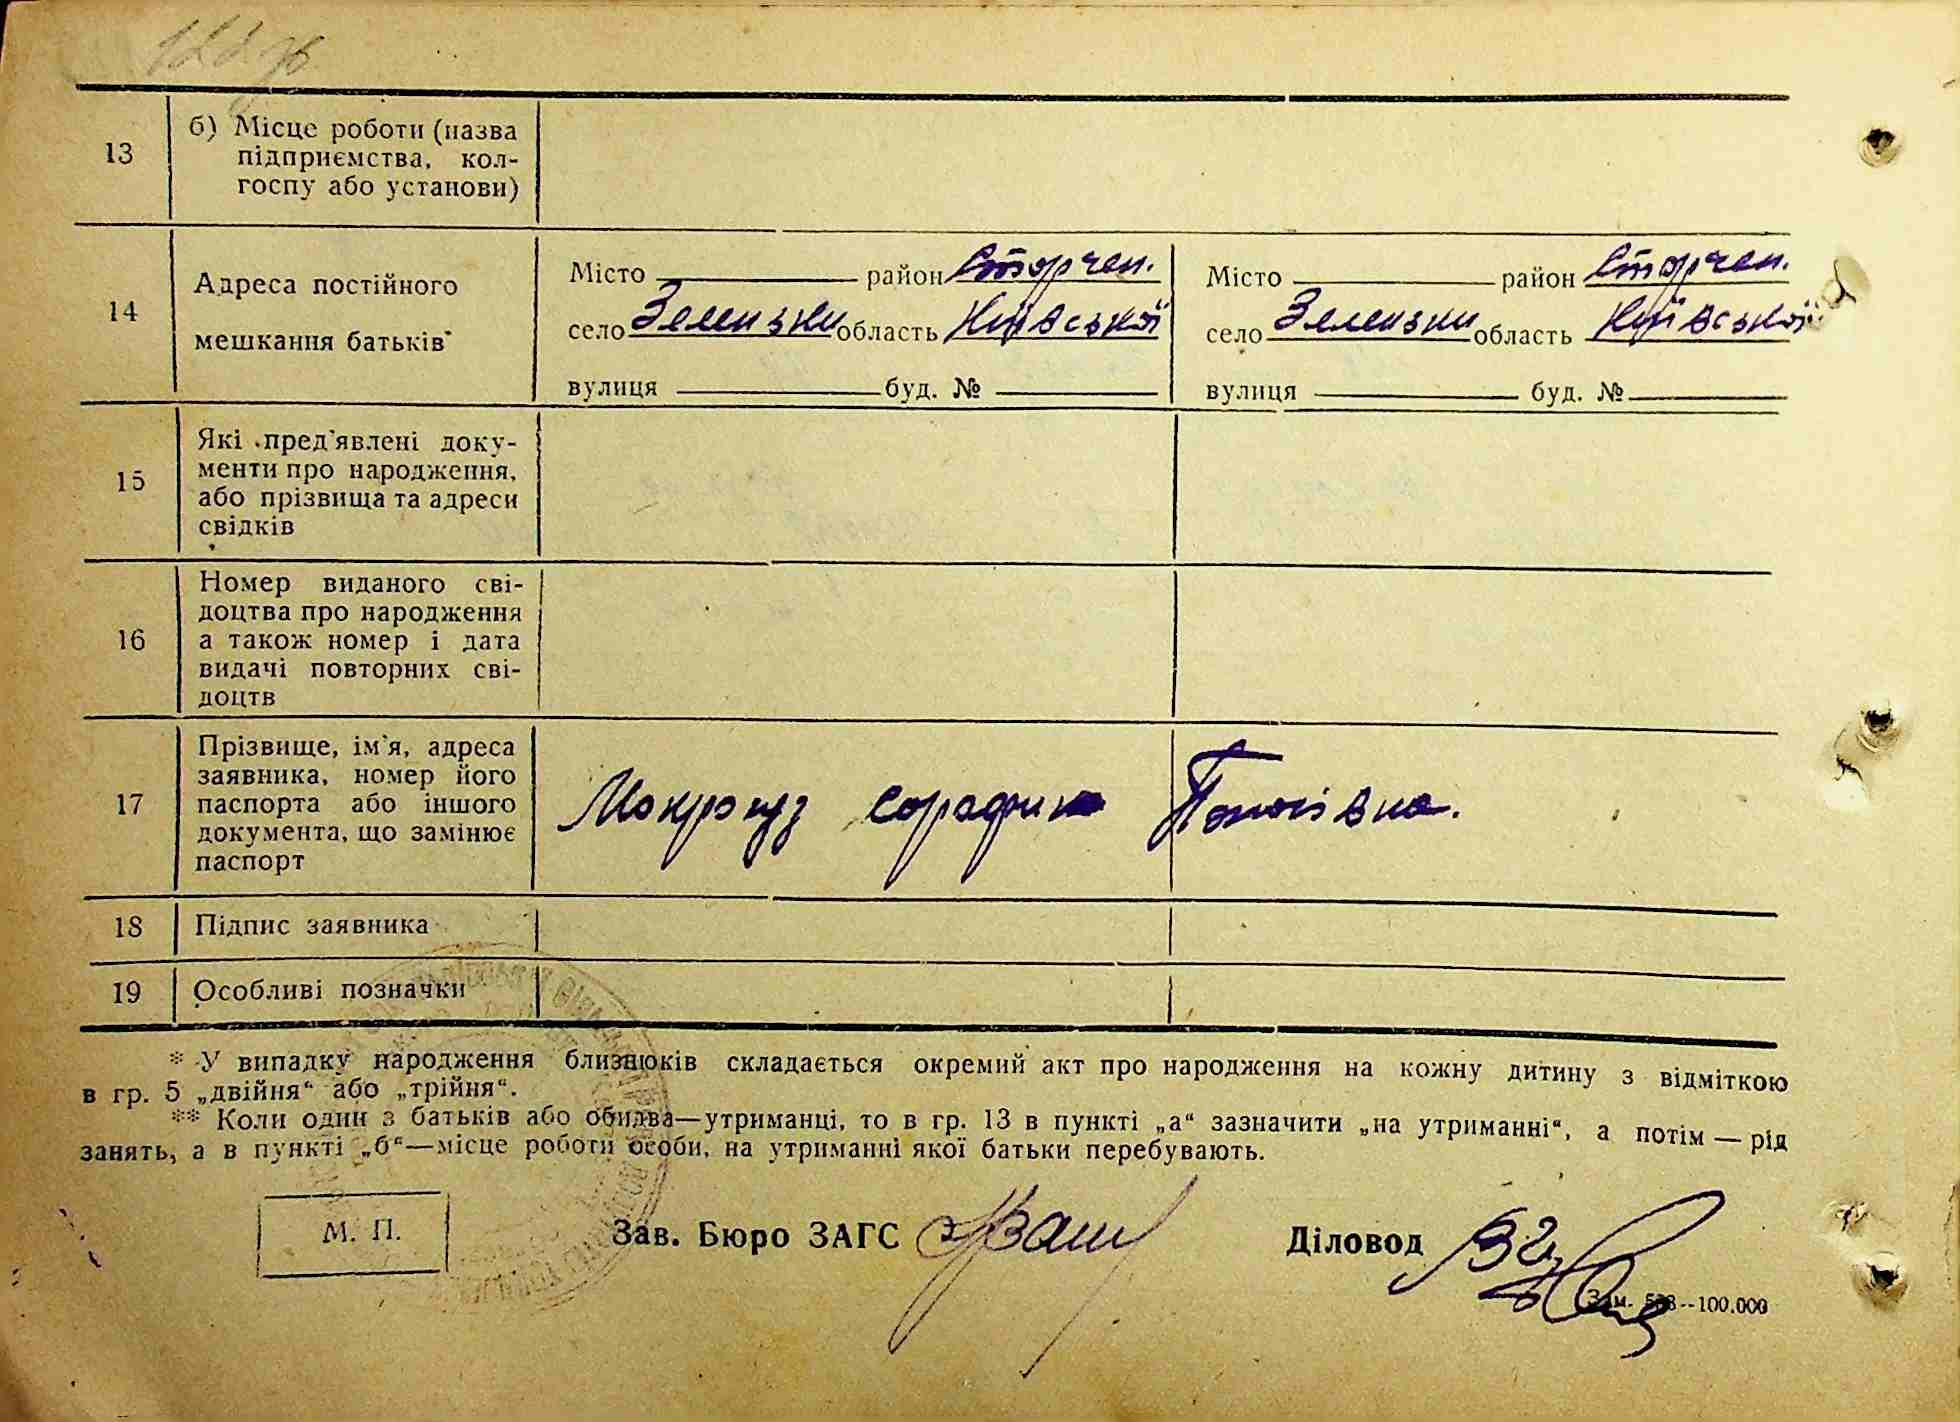 13 б) Місце роботи (назва
підприємства, кол-
госпу або установи)
14 Адреса постійного
мешкання батьків
Місто район Сторчен. Місто район Сторчен.
село область Київської село область Київської
вулиця буд. № вулиця буд. №
15 Які пред'явлені доку-
менти про народження,
або прізвища та адреси
свідків
16 Номер виданого сві-
доцтва про народження
а також номер і дата
видачі повторних сві-
доцтв
17 Прізвище, ім'я, адреса
заявника, номер його
паспорта або іншого
документа, що замінює
паспорт
18 Підпис заявника
19 Особливі позначки
* У випадку народження близнюків складається окремий акт про народження на кожну дитину з відміткою
в гр. 5 „двійня“ або „трійня“.
** Коли один з батьків або обидва—утриманці, то в гр. 13 в пункті „а“ зазначити „на утриманні“, а потім — рід
занять, а в пункті „б“—місце роботи особи, на утриманні якої батьки перебувають.
М. П. Зав. Бюро ЗАГС Діловод
Зам. --100.000